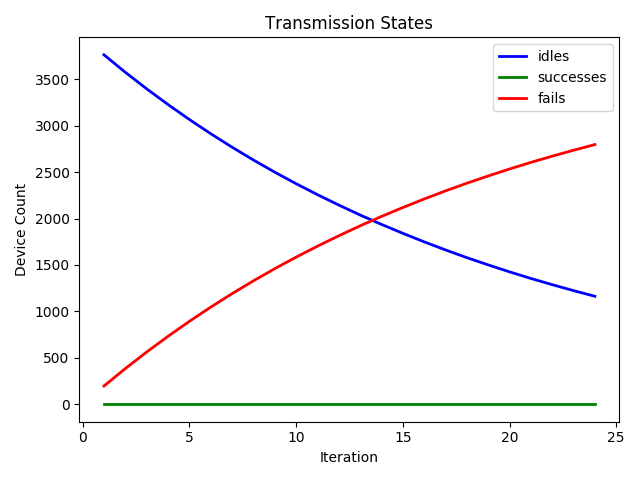 Transmission States
idles
successes
fails
Device Count
3500
3000
2500
2000
1500
1000
500
0
0 5 10 15 20 25
Iteration